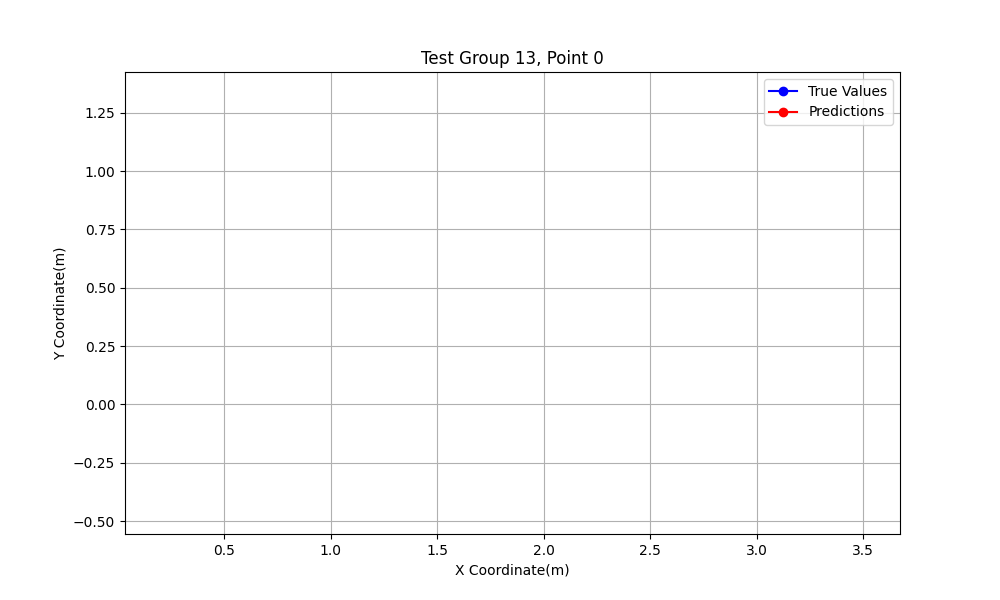 Test Group 13, Point 0
True Values
Predictions
1.25
1.00
0.75
0.50
0.25
0.00
−0.25
−0.50
Y Coordinate(m)
0.5 1.0 1.5 2.0 2.5 3.0 3.5
X Coordinate(m)